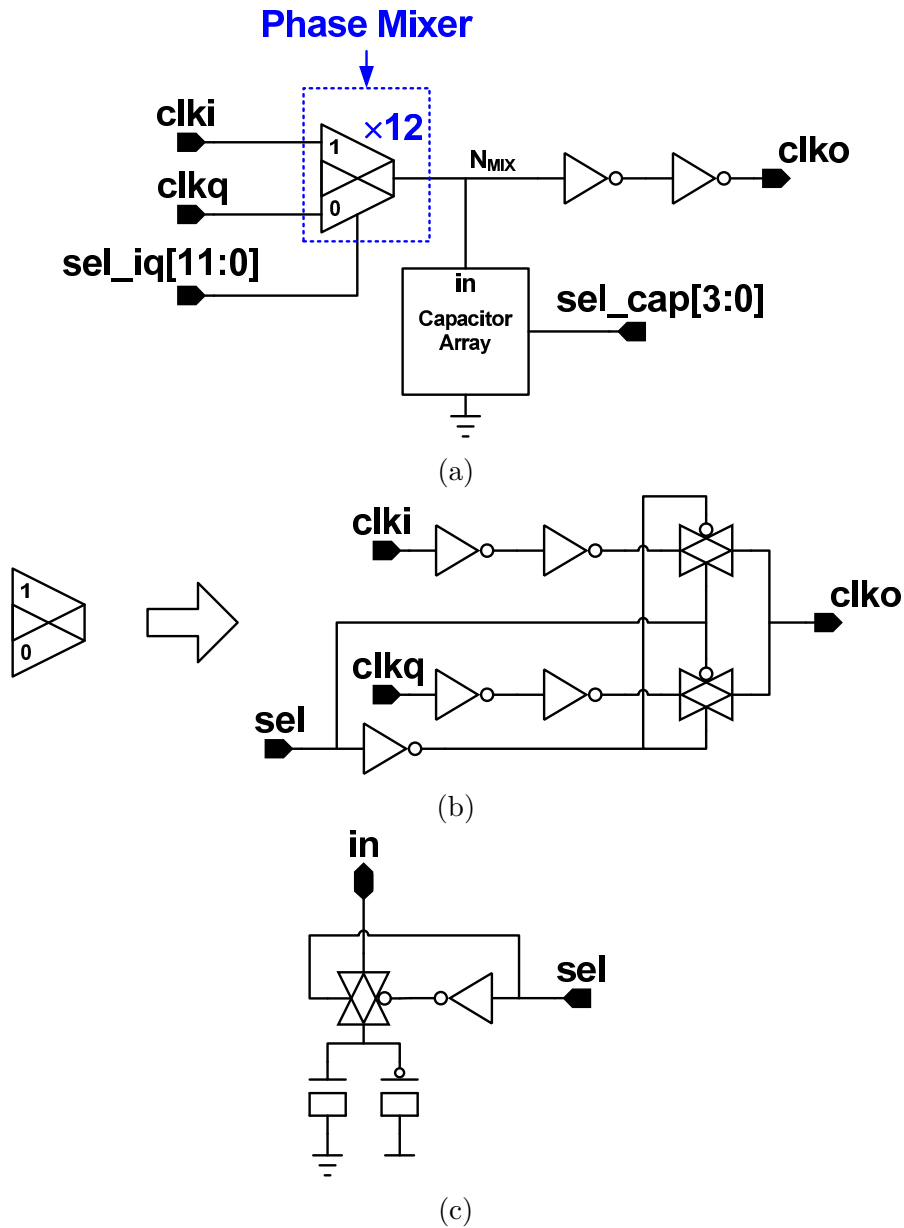 Phase Mixer
clki
×12
1
clkq
0
N_MIX
clko
sel_iq[11:0]
in
Capacitor
Array
sel_cap[3:0]
(a)
clki
1
0
clko
clkq
sel
(b)
in
sel
(c)